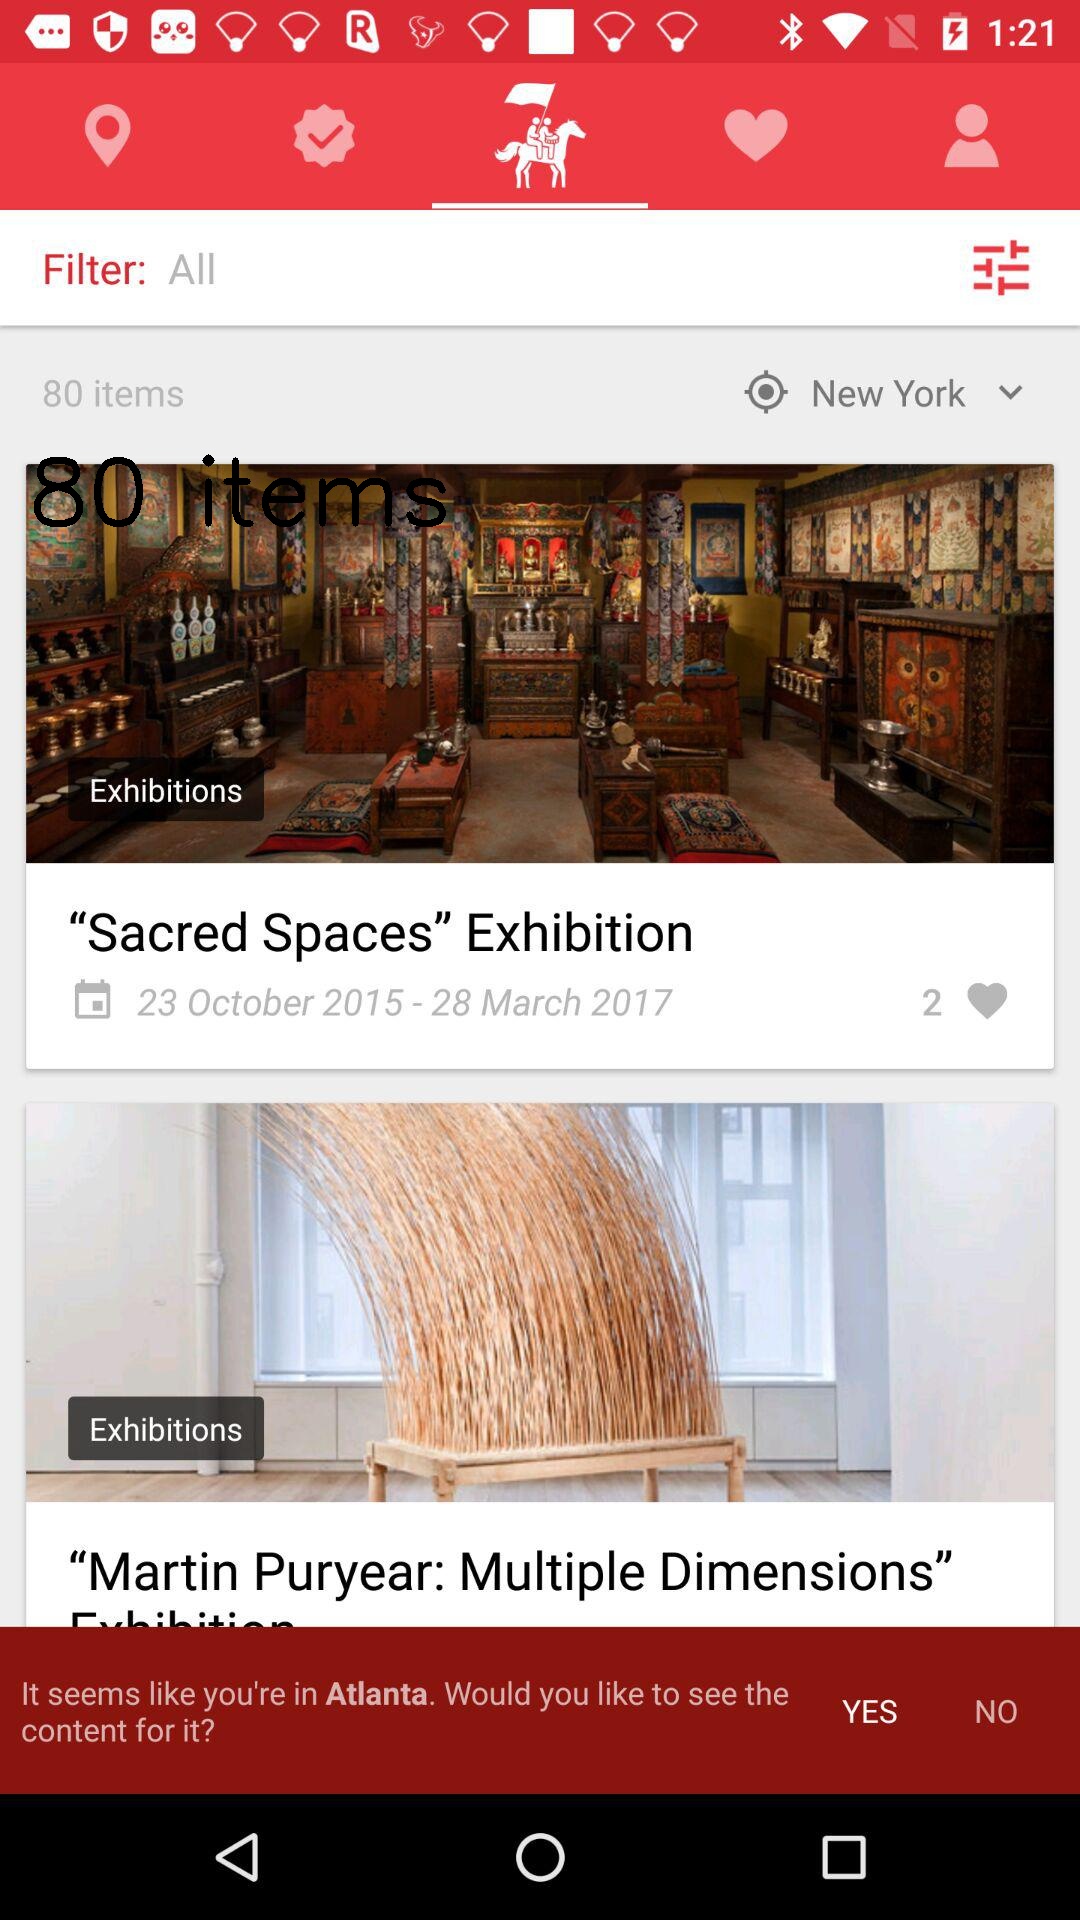 1:21
Filter: All
80 items
New York
80 items
Exhibitions
“Sacred Spaces” Exhibition
23 October 2015 - 28 March 2017
2
Exhibitions
“Martin Puryear: Multiple Dimensions”
Exhibition
It seems like you're in Atlanta. Would you like to see the
content for it?
YES
NO